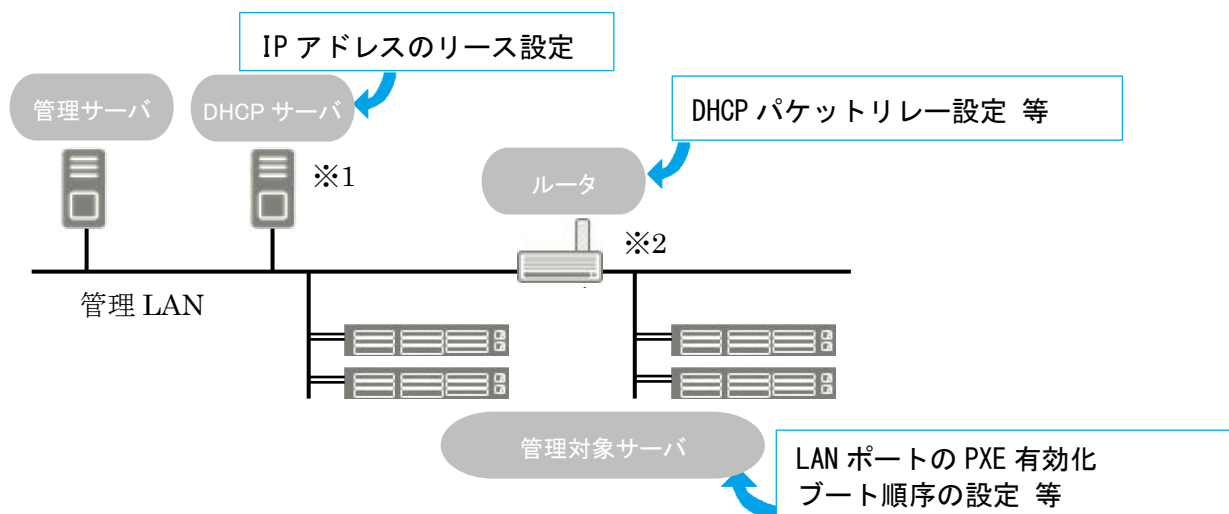 IP アドレスのリース設定
管理サーバ
DHCP サーバ
DHCP パケットリレー設定 等
※1
ルータ
※2
管理 LAN
管理対象サーバ
LAN ポートの PXE 有効化
ブート順序の設定 等